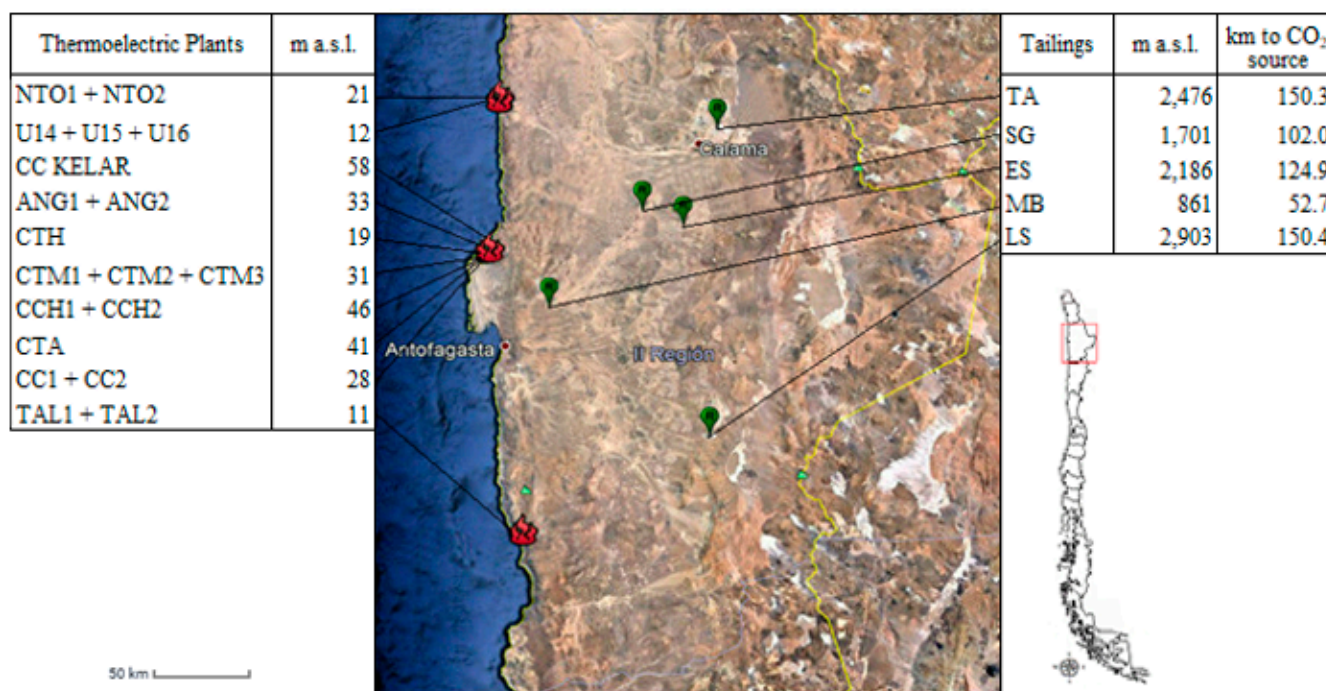 Thermoelectric Plants m a.s.l.
NTO1 + NTO2 21
U14 + U15 + U16 12
CC KELAR 58
ANG1 + ANG2 33
CTH 19
CTM1 + CTM2 + CTM3 31
CCH1 + CCH2 46
CTA 41
CC1 + CC2 28
TAL1 + TAL2 11
50 km
Calama
Antofagasta
II Región
Tailings m a.s.l. km to CO₂
source
TA 2,476 150.3
SG 1,701 102.0
ES 2,186 124.9
MB 861 52.7
LS 2,903 150.4